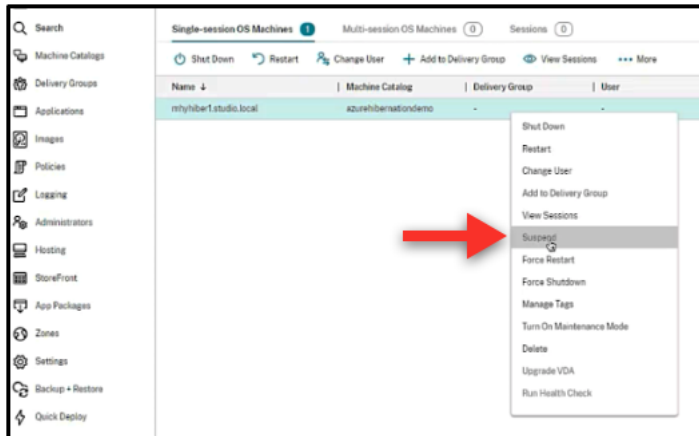 Search
Machine Catalogs
Delivery Groups
Applications
Images
Policies
Logging
Administrators
Hosting
StoreFront
App Packages
Zones
Settings
Backup + Restore
Quick Deploy
Single-session OS Machines 1 Multi-session OS Machines (0) Sessions (0)
Shut Down Restart Change User Add to Delivery Group View Sessions ••• More
Name ↓ Machine Catalog Delivery Group User
mhyhiber1.studio.local azurehibernationdemo - -
Shut Down
Restart
Change User
Add to Delivery Group
View Sessions
Suspend
Force Restart
Force Shutdown
Manage Tags
Turn On Maintenance Mode
Delete
Upgrade VDA
Run Health Check